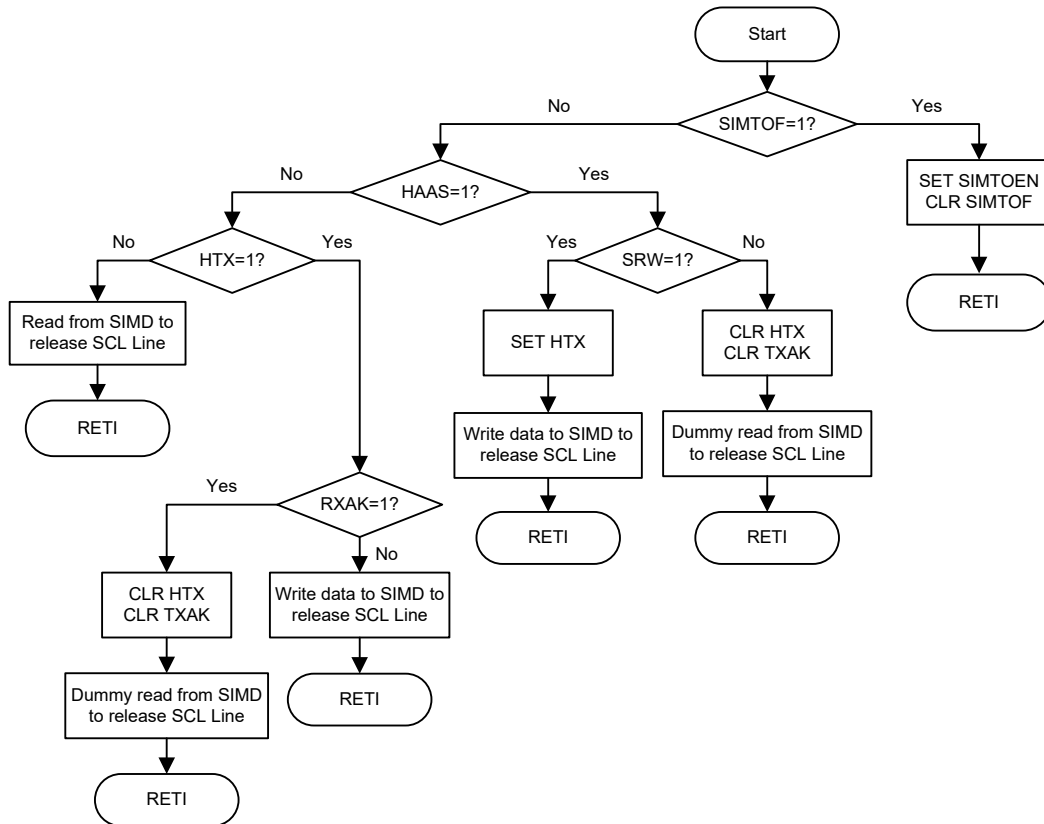 Start
SIMTOF=1?
No
Yes
HAAS=1?
No
Yes
SET SIMTOEN
CLR SIMTOF
RETI
HTX=1?
No
Yes
SRW=1?
Yes
No
Read from SIMD to
release SCL Line
RETI
SET HTX
CLR HTX
CLR TXAK
Write data to SIMD to
release SCL Line
Dummy read from SIMD
to release SCL Line
RETI
RETI
RXAK=1?
Yes
No
CLR HTX
CLR TXAK
Write data to SIMD to
release SCL Line
Dummy read from SIMD
to release SCL Line
RETI
RETI